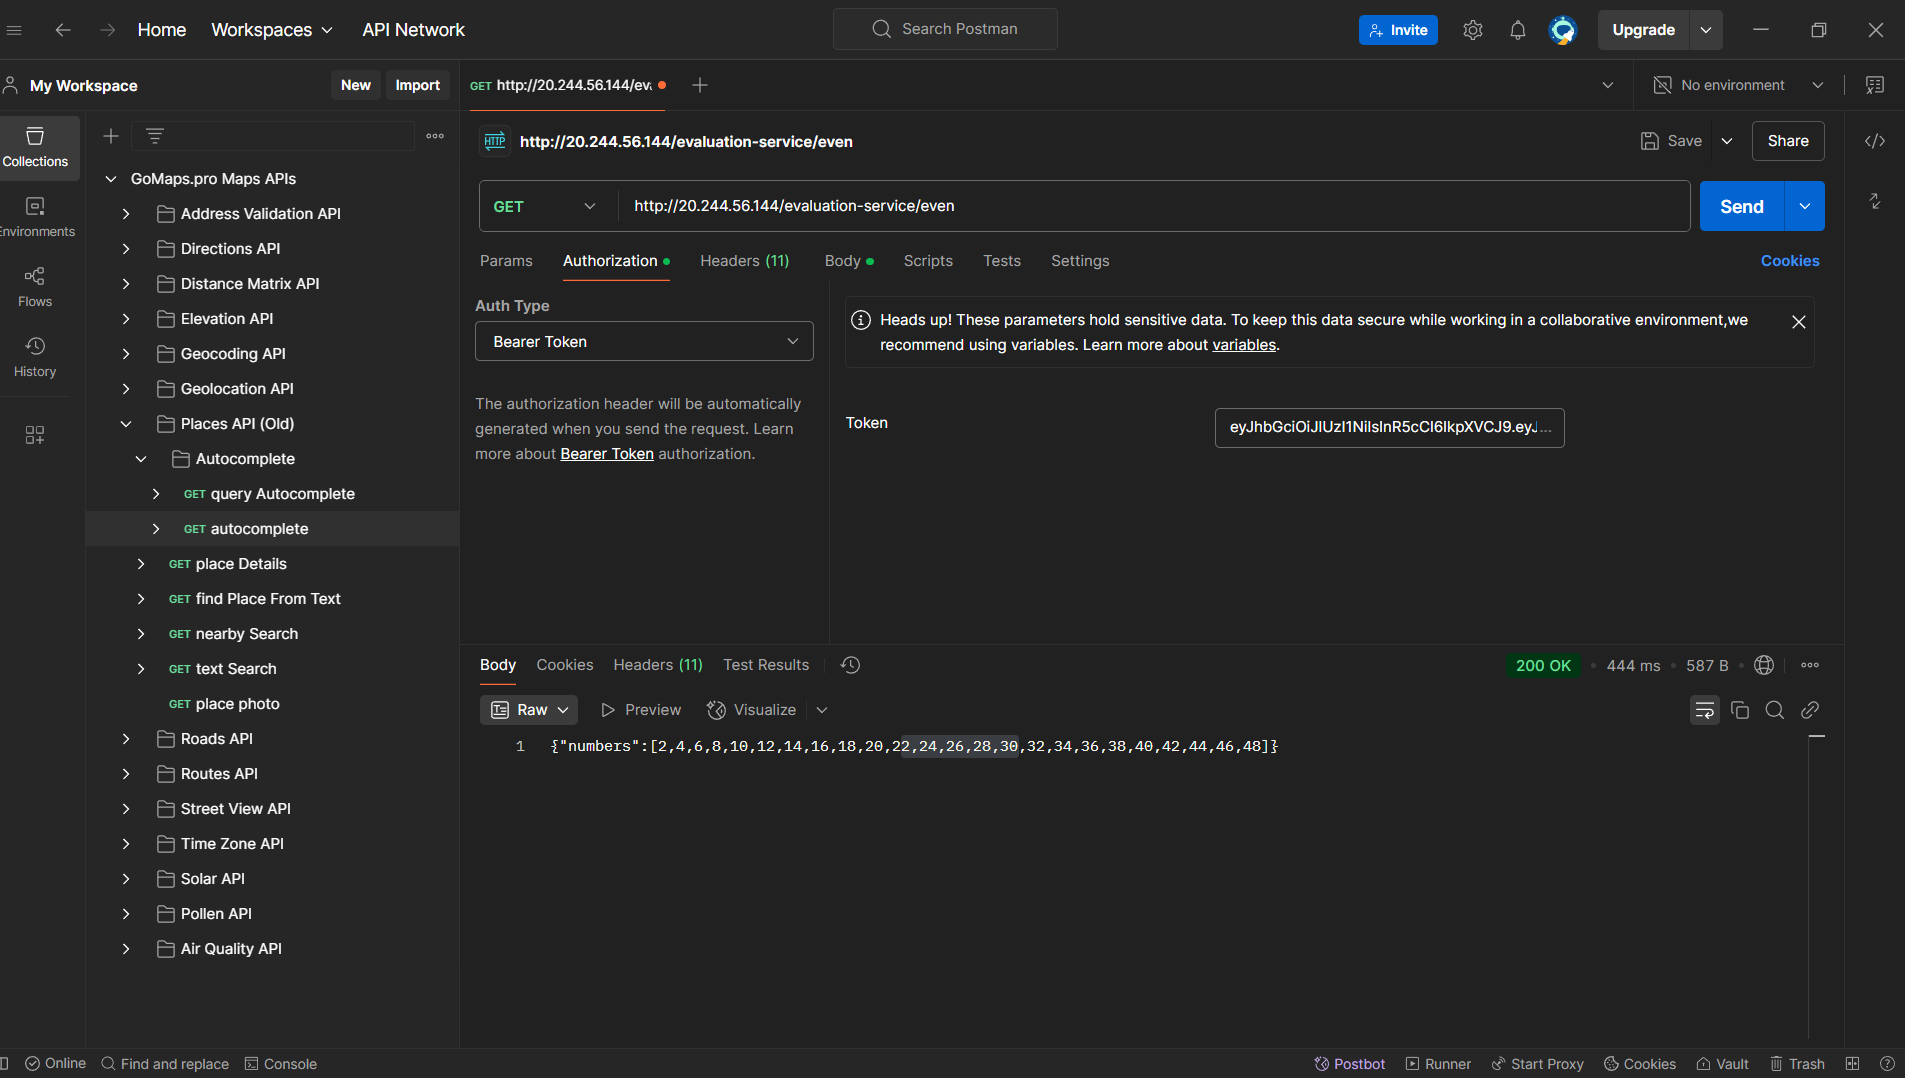 Home Workspaces API Network
Search Postman
Invite
Upgrade
My Workspace
New Import
GET http://20.244.56.144/eva
No environment
Collections
Environments
Flows
History
GoMaps.pro Maps APIs
Address Validation API
Directions API
Distance Matrix API
Elevation API
Geocoding API
Geolocation API
Places API (Old)
Autocomplete
GET query Autocomplete
GET autocomplete
GET place Details
GET find Place From Text
GET nearby Search
GET text Search
GET place photo
Roads API
Routes API
Street View API
Time Zone API
Solar API
Pollen API
Air Quality API
HTTP http://20.244.56.144/evaluation-service/even
Save
Share
GET http://20.244.56.144/evaluation-service/even
Send
Params Authorization Headers (11) Body Scripts Tests Settings
Cookies
Auth Type
Bearer Token
The authorization header will be automatically
generated when you send the request. Learn
more about Bearer Token authorization.
Heads up! These parameters hold sensitive data. To keep this data secure while working in a collaborative environment,we
recommend using variables. Learn more about variables.
Token
Body Cookies Headers (11) Test Results
200 OK 444 ms 587 B
Raw Preview Visualize
1 {"numbers":[2,4,6,8,10,12,14,16,18,20,22,24,26,28,30,32,34,36,38,40,42,44,46,48]}
Online Find and replace Console
Postbot Runner Start Proxy Cookies Vault Trash